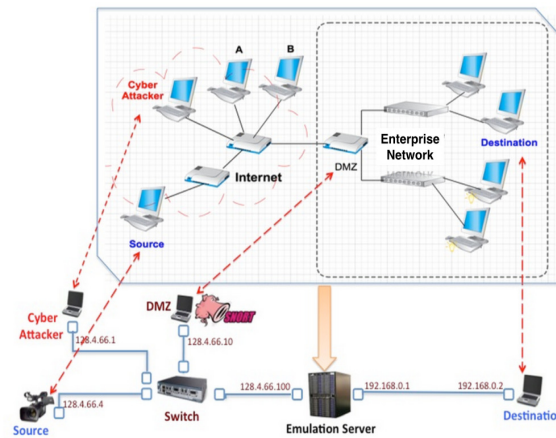 A
B
Cyber
Attacker
Enterprise
Network
Destination
DMZ
Internet
Source
DMZ
SNORT
Cyber
Attacker
128.4.66.1
128.4.66.10
128.4.66.100
192.168.0.1
192.168.0.2
128.4.66.4
Switch
Source
Emulation Server
Destinatio